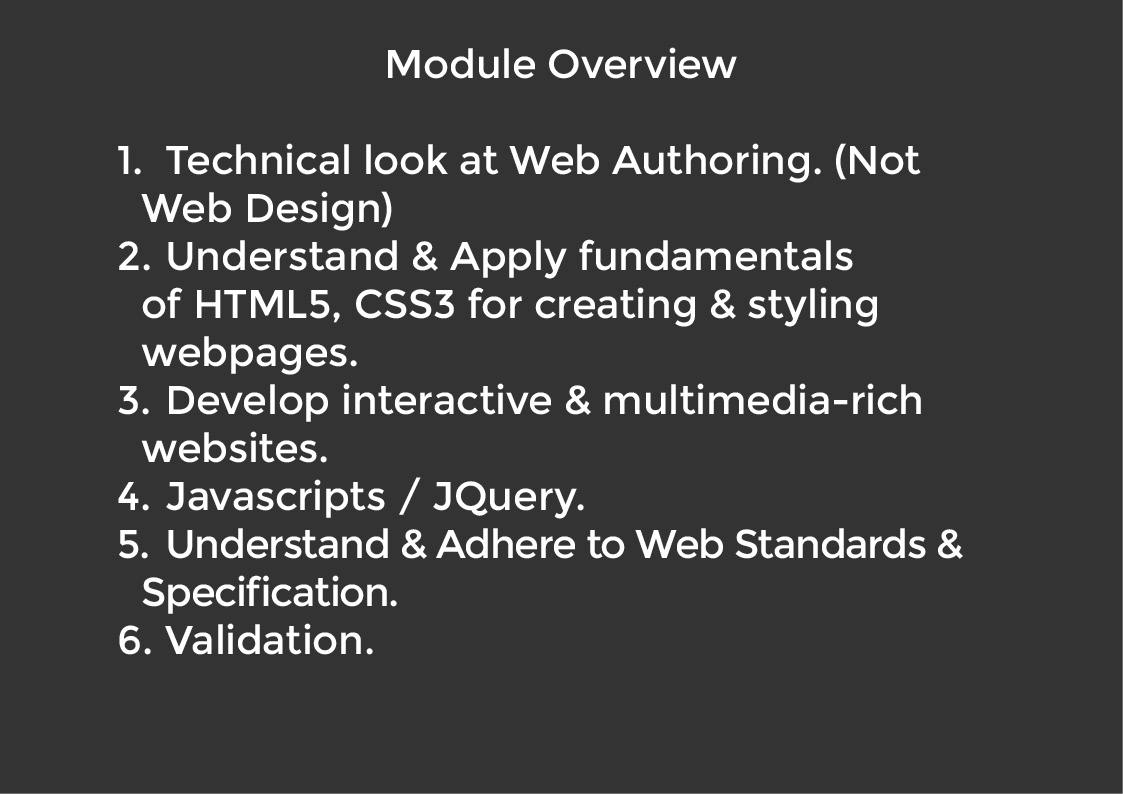 Module Overview
1. Technical look at Web Authoring. (Not
Web Design)
2. Understand & Apply fundamentals
of HTML5, CSS3 for creating & styling
webpages.
3. Develop interactive & multimedia-rich
websites.
4. Javascripts / JQuery.
5. Understand & Adhere to Web Standards &
Specification.
6. Validation.